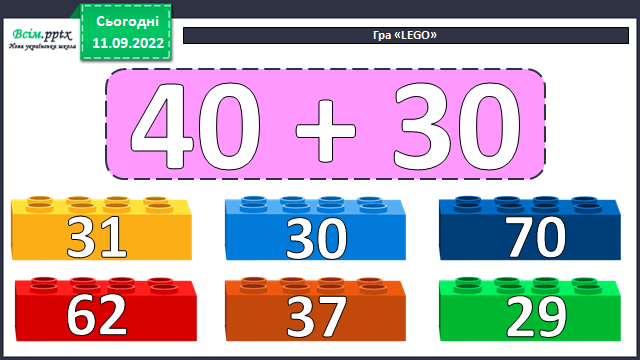 Всім.pptx
Нова українська школа
Сьогодні
11.09.2022
Гра «LEGO»
40 + 30
31
30
70
62
37
29